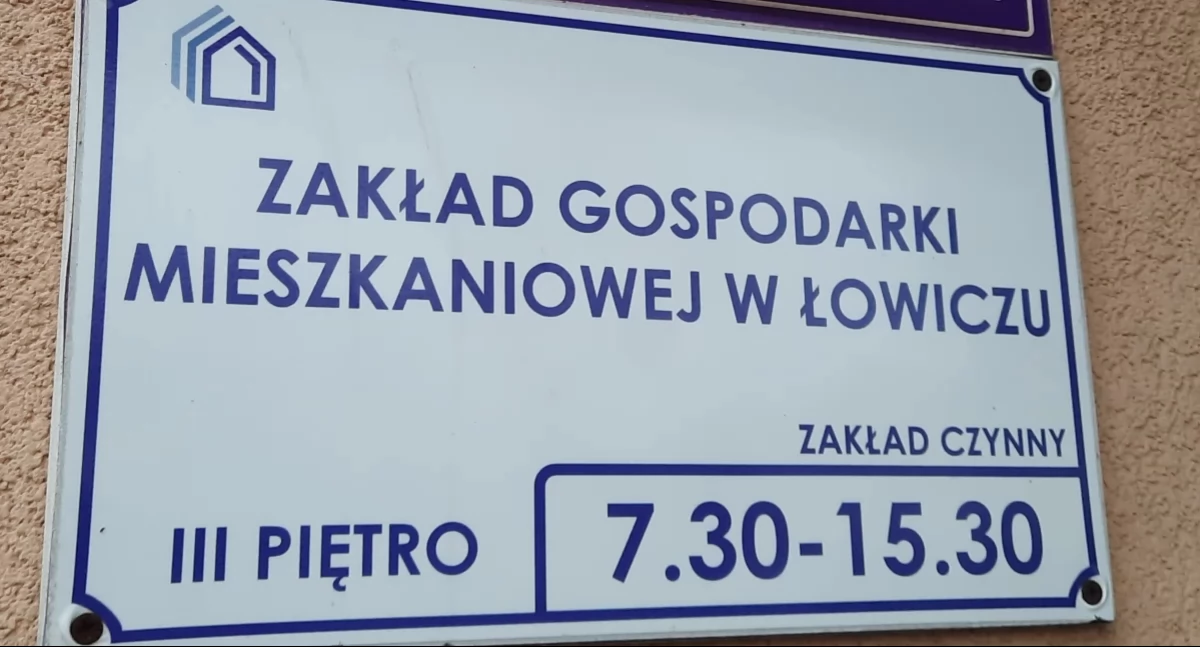 ZAKŁAD GOSPODARKI
MIESZKANIOWEJ W ŁOWICZU
ZAKŁAD CZYNNY
III PIĘTRO
7.30-15.30